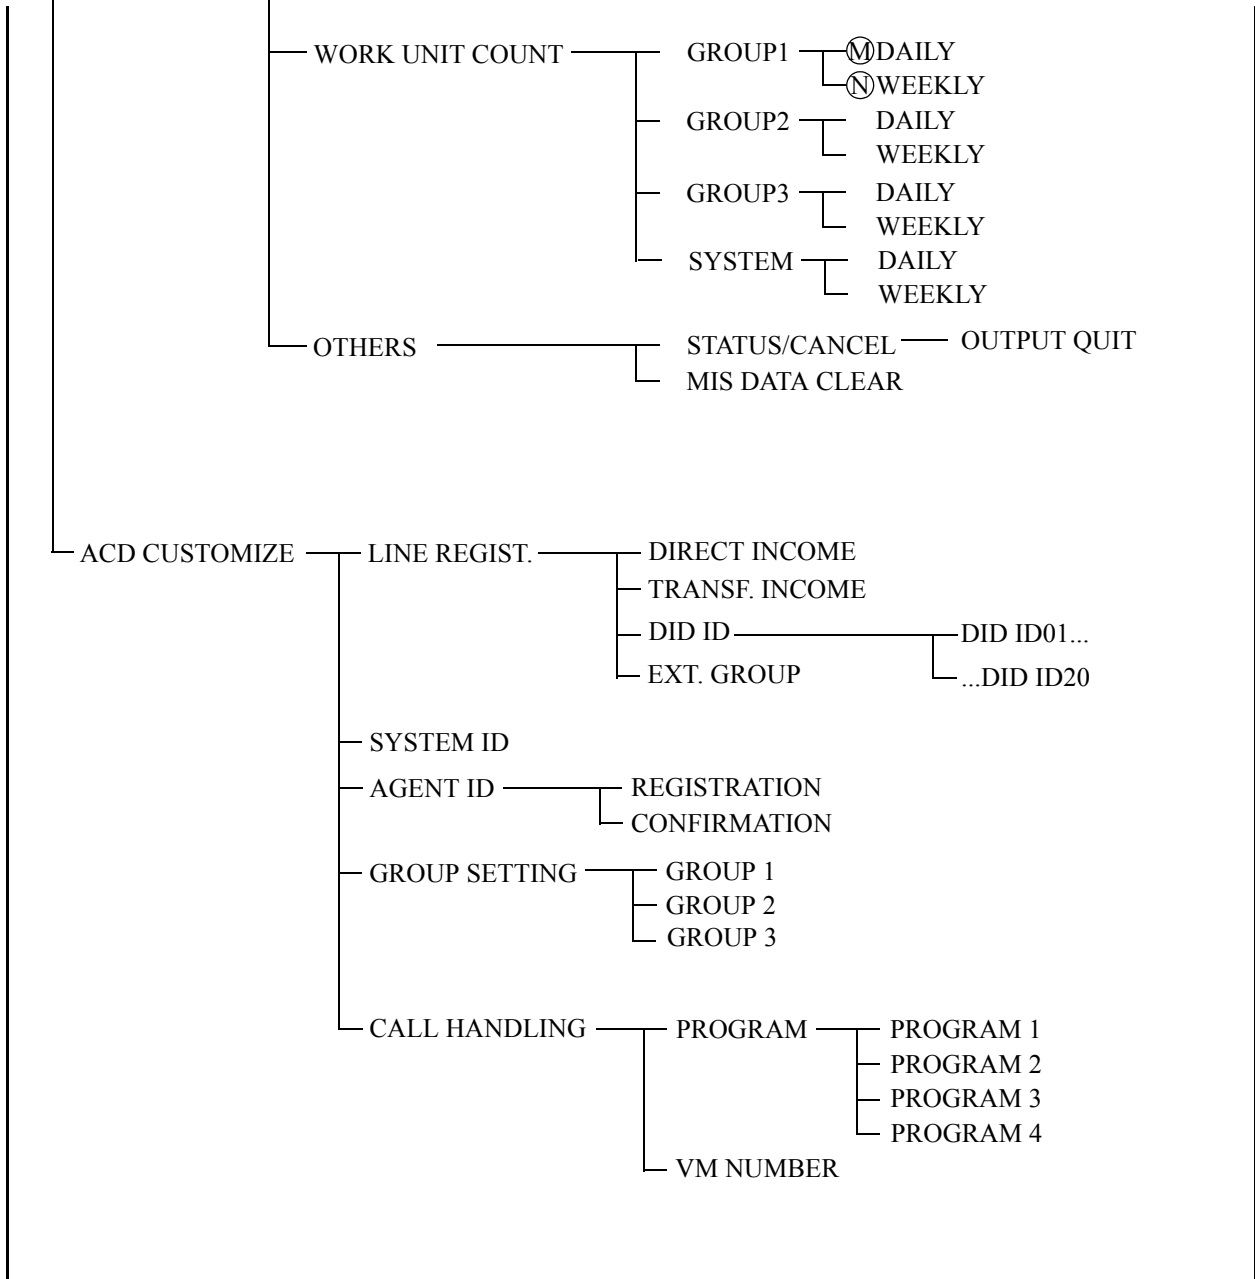 WORK UNIT COUNT GROUP1 Ⓜ DAILY
Ⓝ WEEKLY
GROUP2 DAILY
WEEKLY
GROUP3 DAILY
WEEKLY
SYSTEM DAILY
WEEKLY
OTHERS STATUS/CANCEL OUTPUT QUIT
MIS DATA CLEAR
ACD CUSTOMIZE LINE REGIST. DIRECT INCOME
TRANSF. INCOME
DID ID DID ID01...
EXT. GROUP ...DID ID20
SYSTEM ID
AGENT ID REGISTRATION
CONFIRMATION
GROUP SETTING GROUP 1
GROUP 2
GROUP 3
CALL HANDLING PROGRAM PROGRAM 1
PROGRAM 2
PROGRAM 3
PROGRAM 4
VM NUMBER